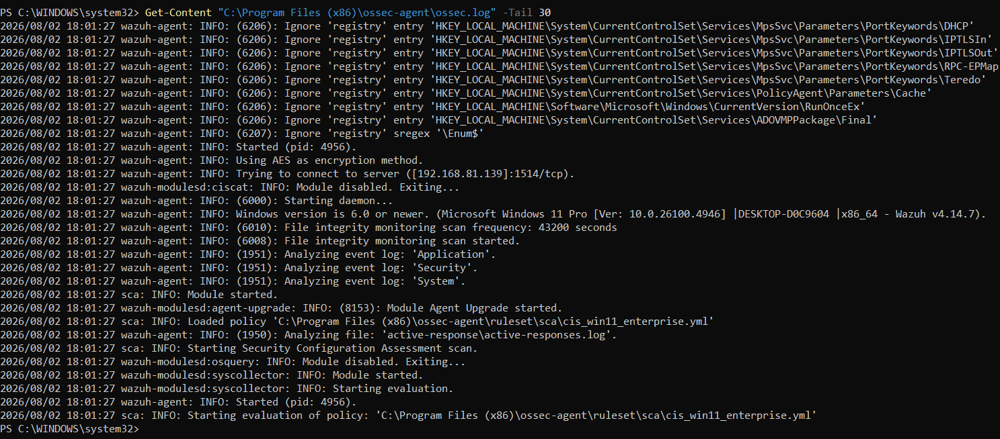 PS C:\WINDOWS\system32> Get-Content "C:\Program Files (x86)\ossec-agent\ossec.log" -Tail 30
2026/08/02 18:01:27 wazuh-agent: INFO: (6206): Ignore 'registry' entry 'HKEY_LOCAL_MACHINE\System\CurrentControlSet\Services\MpsSvc\Parameters\PortKeywords\DHCP'
2026/08/02 18:01:27 wazuh-agent: INFO: (6206): Ignore 'registry' entry 'HKEY_LOCAL_MACHINE\System\CurrentControlSet\Services\MpsSvc\Parameters\PortKeywords\IPTLSIn'
2026/08/02 18:01:27 wazuh-agent: INFO: (6206): Ignore 'registry' entry 'HKEY_LOCAL_MACHINE\System\CurrentControlSet\Services\MpsSvc\Parameters\PortKeywords\IPTLSOut'
2026/08/02 18:01:27 wazuh-agent: INFO: (6206): Ignore 'registry' entry 'HKEY_LOCAL_MACHINE\System\CurrentControlSet\Services\MpsSvc\Parameters\PortKeywords\RPC-EPMap
2026/08/02 18:01:27 wazuh-agent: INFO: (6206): Ignore 'registry' entry 'HKEY_LOCAL_MACHINE\System\CurrentControlSet\Services\MpsSvc\Parameters\PortKeywords\Teredo'
2026/08/02 18:01:27 wazuh-agent: INFO: (6206): Ignore 'registry' entry 'HKEY_LOCAL_MACHINE\System\CurrentControlSet\Services\PolicyAgent\Parameters\Cache'
2026/08/02 18:01:27 wazuh-agent: INFO: (6206): Ignore 'registry' entry 'HKEY_LOCAL_MACHINE\Software\Microsoft\Windows\CurrentVersion\RunOnceEx'
2026/08/02 18:01:27 wazuh-agent: INFO: (6206): Ignore 'registry' entry 'HKEY_LOCAL_MACHINE\System\CurrentControlSet\Services\ADOVMPPackage\Final'
2026/08/02 18:01:27 wazuh-agent: INFO: (6207): Ignore 'registry' sregex '\Enum$'
2026/08/02 18:01:27 wazuh-agent: INFO: Started (pid: 4956).
2026/08/02 18:01:27 wazuh-agent: INFO: Using AES as encryption method.
2026/08/02 18:01:27 wazuh-agent: INFO: Trying to connect to server ([192.168.81.139]:1514/tcp).
2026/08/02 18:01:27 wazuh-modulesd:ciscat: INFO: Module disabled. Exiting...
2026/08/02 18:01:27 wazuh-agent: INFO: (6000): Starting daemon...
2026/08/02 18:01:27 wazuh-agent: INFO: Windows version is 6.0 or newer. (Microsoft Windows 11 Pro [Ver: 10.0.26100.4946] |DESKTOP-D0C9604 |x86_64 - Wazuh v4.14.7).
2026/08/02 18:01:27 wazuh-agent: INFO: (6010): File integrity monitoring scan frequency: 43200 seconds
2026/08/02 18:01:27 wazuh-agent: INFO: (6008): File integrity monitoring scan started.
2026/08/02 18:01:27 wazuh-agent: INFO: (1951): Analyzing event log: 'Application'.
2026/08/02 18:01:27 wazuh-agent: INFO: (1951): Analyzing event log: 'Security'.
2026/08/02 18:01:27 wazuh-agent: INFO: (1951): Analyzing event log: 'System'.
2026/08/02 18:01:27 sca: INFO: Module started.
2026/08/02 18:01:27 wazuh-modulesd:agent-upgrade: INFO: (8153): Module Agent Upgrade started.
2026/08/02 18:01:27 sca: INFO: Loaded policy 'C:\Program Files (x86)\ossec-agent\ruleset\sca\cis_win11_enterprise.yml'
2026/08/02 18:01:27 wazuh-agent: INFO: (1950): Analyzing file: 'active-response\active-responses.log'.
2026/08/02 18:01:27 sca: INFO: Starting Security Configuration Assessment scan.
2026/08/02 18:01:27 wazuh-modulesd:osquery: INFO: Module disabled. Exiting...
2026/08/02 18:01:27 wazuh-modulesd:syscollector: INFO: Module started.
2026/08/02 18:01:27 wazuh-modulesd:syscollector: INFO: Starting evaluation.
2026/08/02 18:01:27 wazuh-agent: INFO: Started (pid: 4956).
2026/08/02 18:01:27 sca: INFO: Starting evaluation of policy: 'C:\Program Files (x86)\ossec-agent\ruleset\sca\cis_win11_enterprise.yml'
PS C:\WINDOWS\system32>